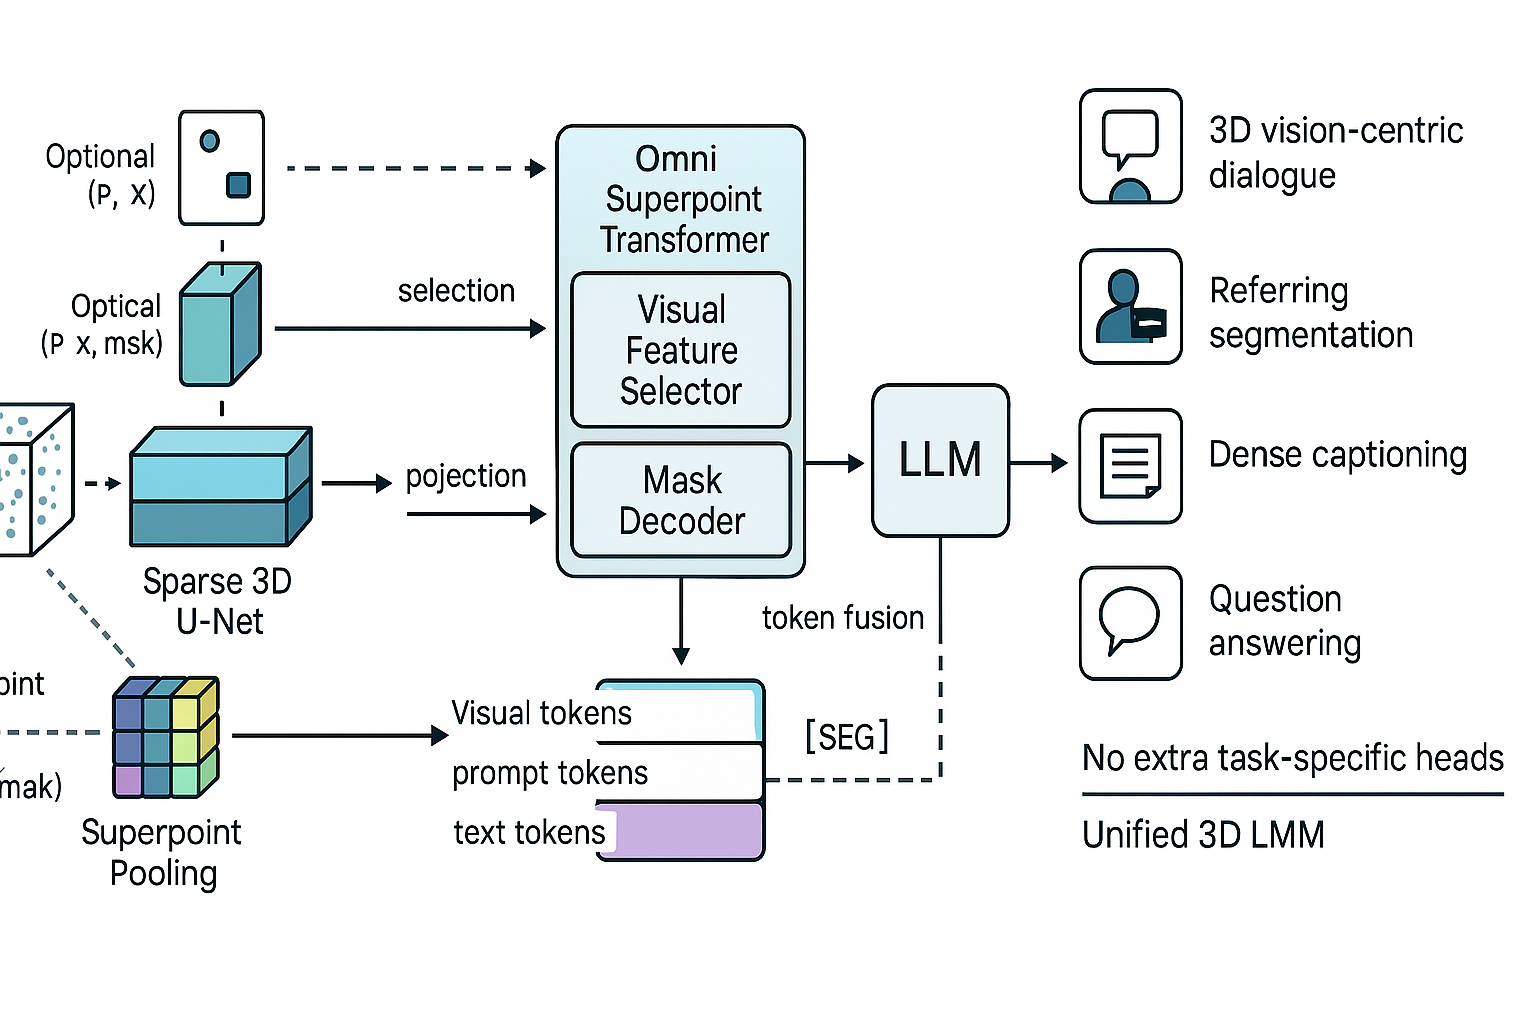 Optional
(P, X)
Optical
(P x, msk)
selection
pojection
Sparse 3D
U-Net
oint
mak)
Superpoint
Pooling
Omni
Superpoint
Transformer
Visual
Feature
Selector
Mask
Decoder
token fusion
Visual tokens
prompt tokens
text tokens
[SEG]
LLM
3D vision-centric
dialogue
Referring
segmentation
Dense captioning
Question
answering
No extra task-specific heads
Unified 3D LMM